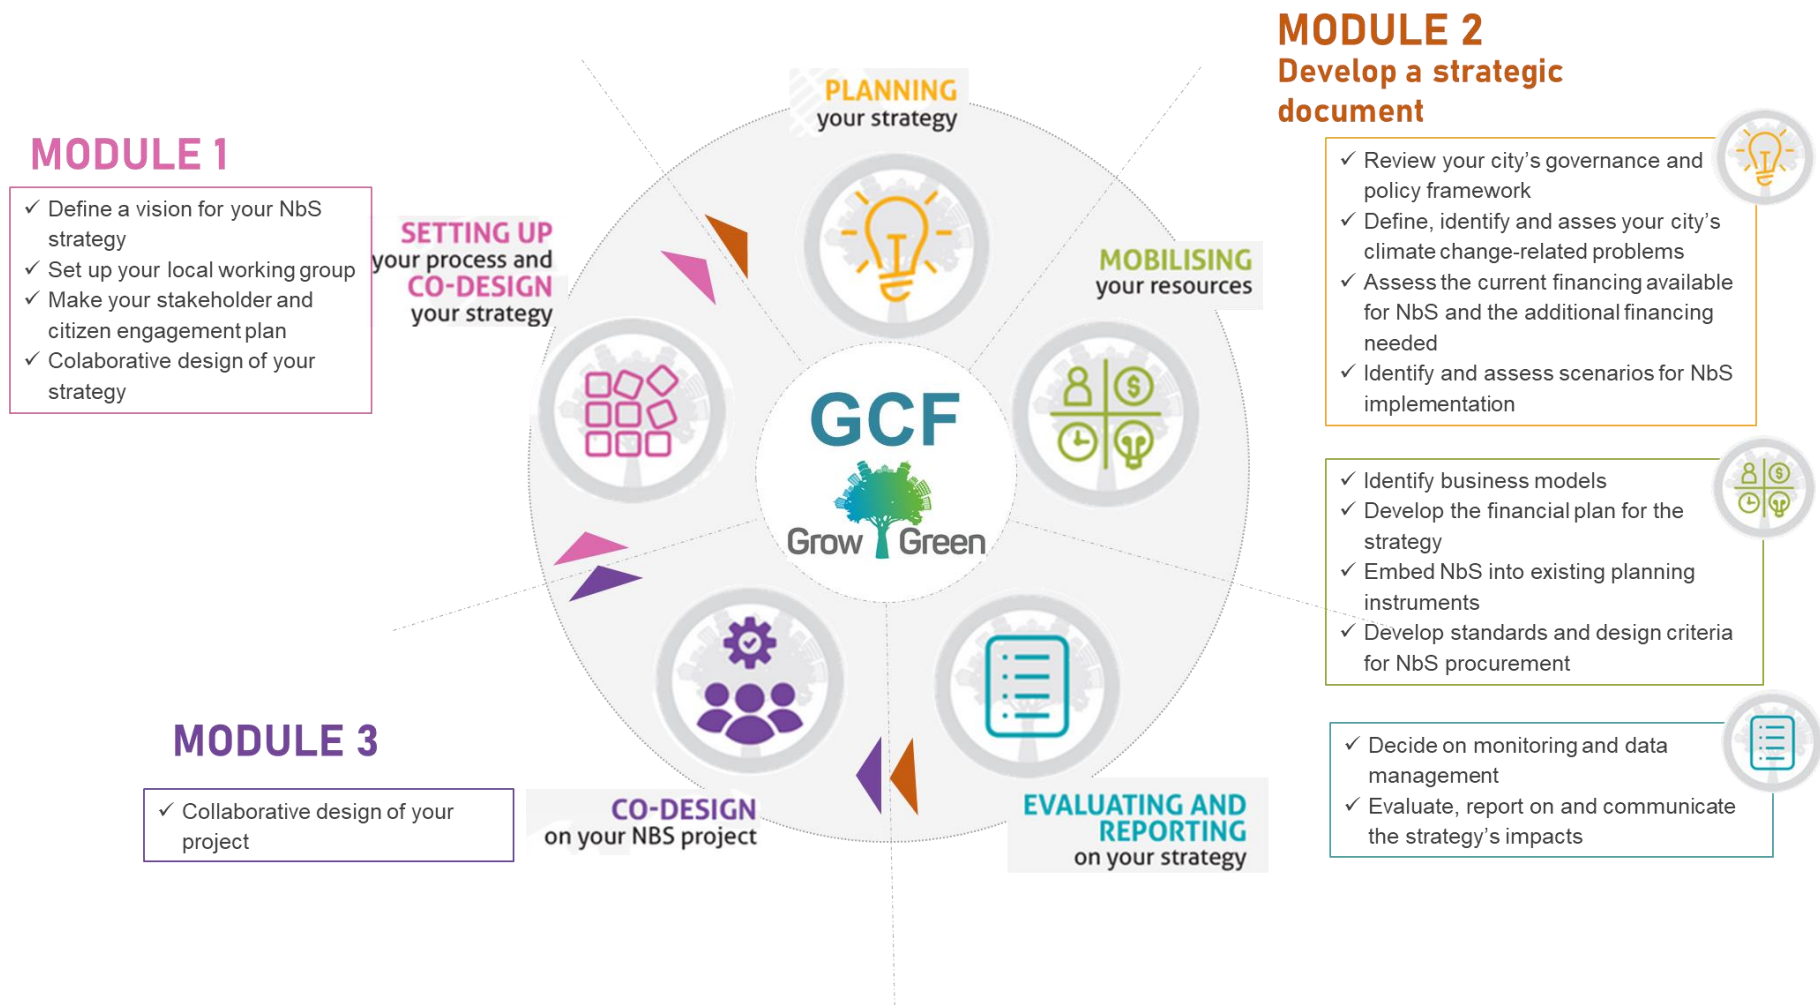 MODULE 1
✓ Define a vision for your NbS
strategy
✓ Set up your local working group
✓ Make your stakeholder and
citizen engagement plan
✓ Colaborative design of your
strategy
SETTING UP
your process and
CO-DESIGN
your strategy
PLANNING
your strategy
MOBILISING
your resources
GCF
Grow Green
MODULE 2
Develop a strategic
document
✓ Review your city's governance and
policy framework
✓ Define, identify and asses your city's
climate change-related problems
✓ Assess the current financing available
for NbS and the additional financing
needed
✓ Identify and assess scenarios for NbS
implementation
✓ Identify business models
✓ Develop the financial plan for the
strategy
✓ Embed NbS into existing planning
instruments
✓ Develop standards and design criteria
for NbS procurement
✓ Decide on monitoring and data
management
✓ Evaluate, report on and communicate
the strategy's impacts
EVALUATING AND
REPORTING
on your strategy
CO-DESIGN
on your NBS project
MODULE 3
✓ Collaborative design of your
project